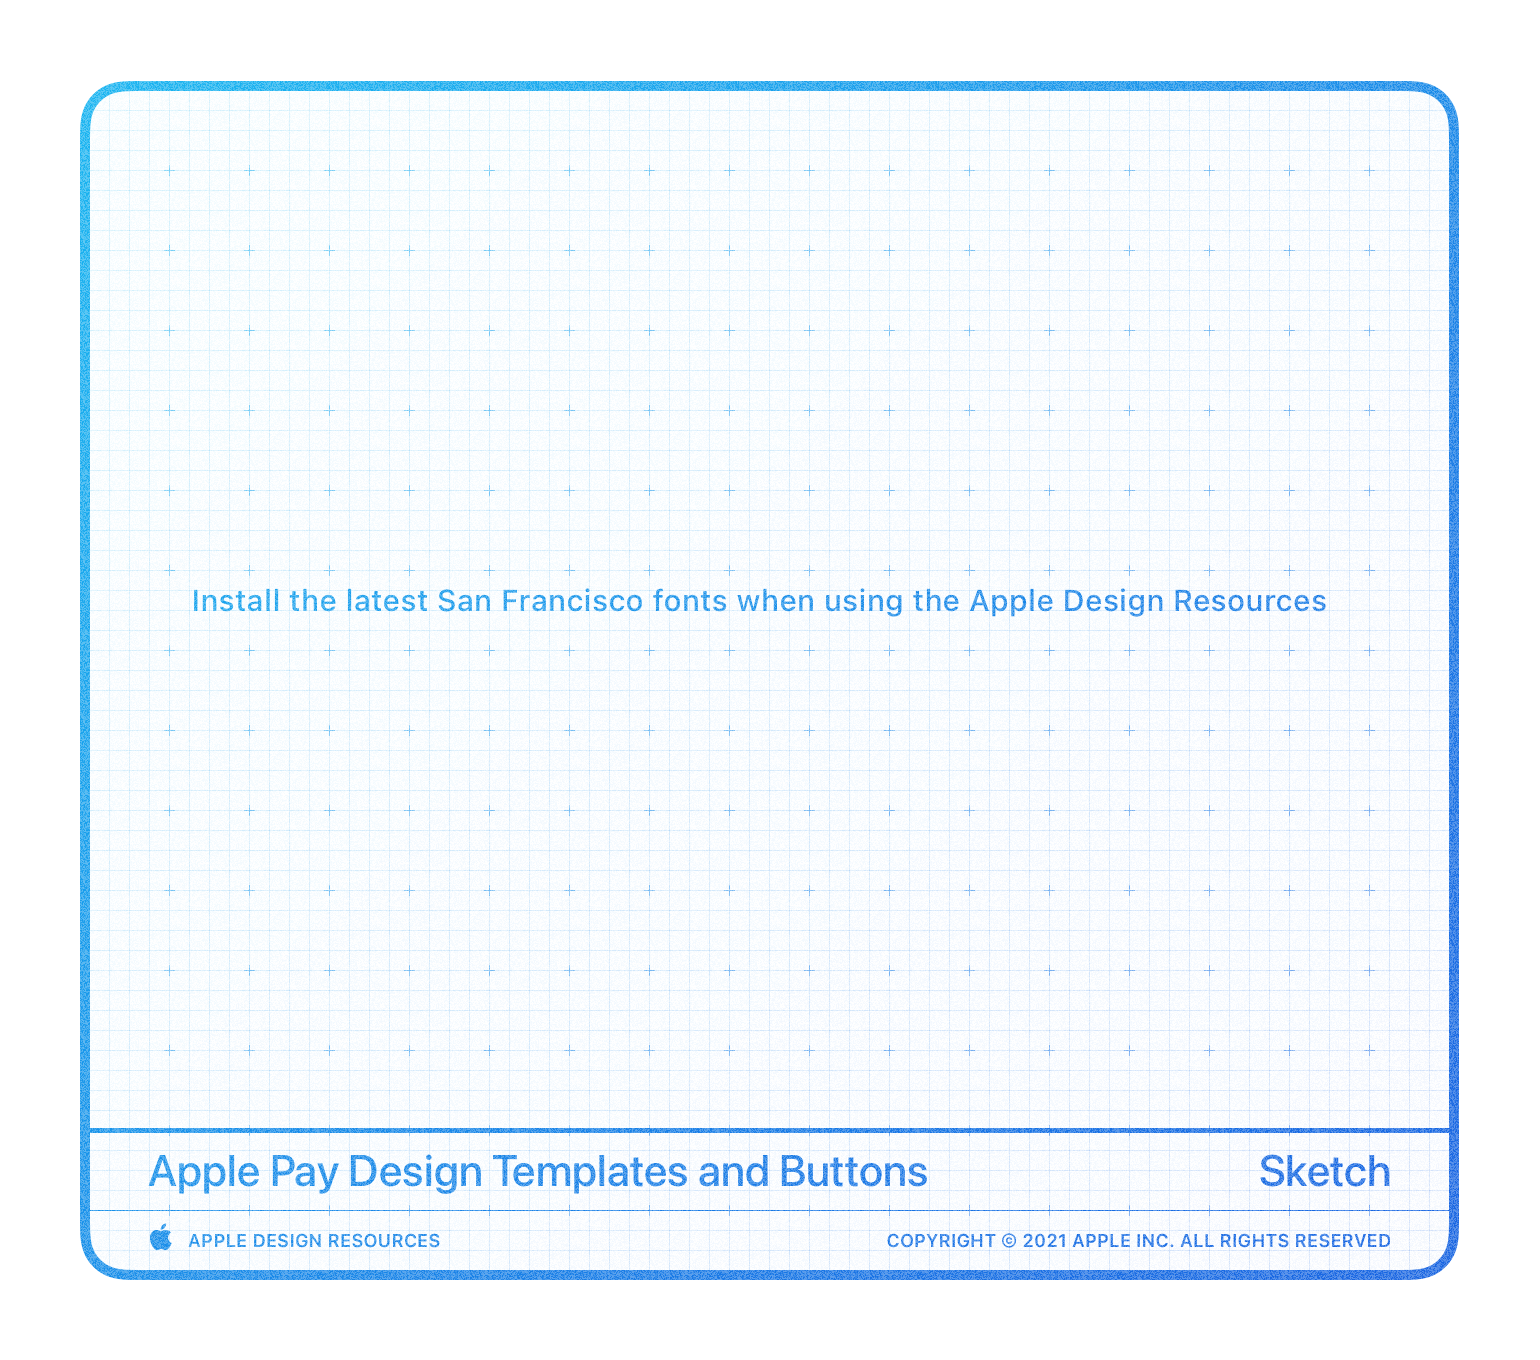 Install the latest San Francisco fonts when using the Apple Design Resources
Apple Pay Design Templates and Buttons
Sketch
APPLE DESIGN RESOURCES
COPYRIGHT © 2021 APPLE INC. ALL RIGHTS RESERVED